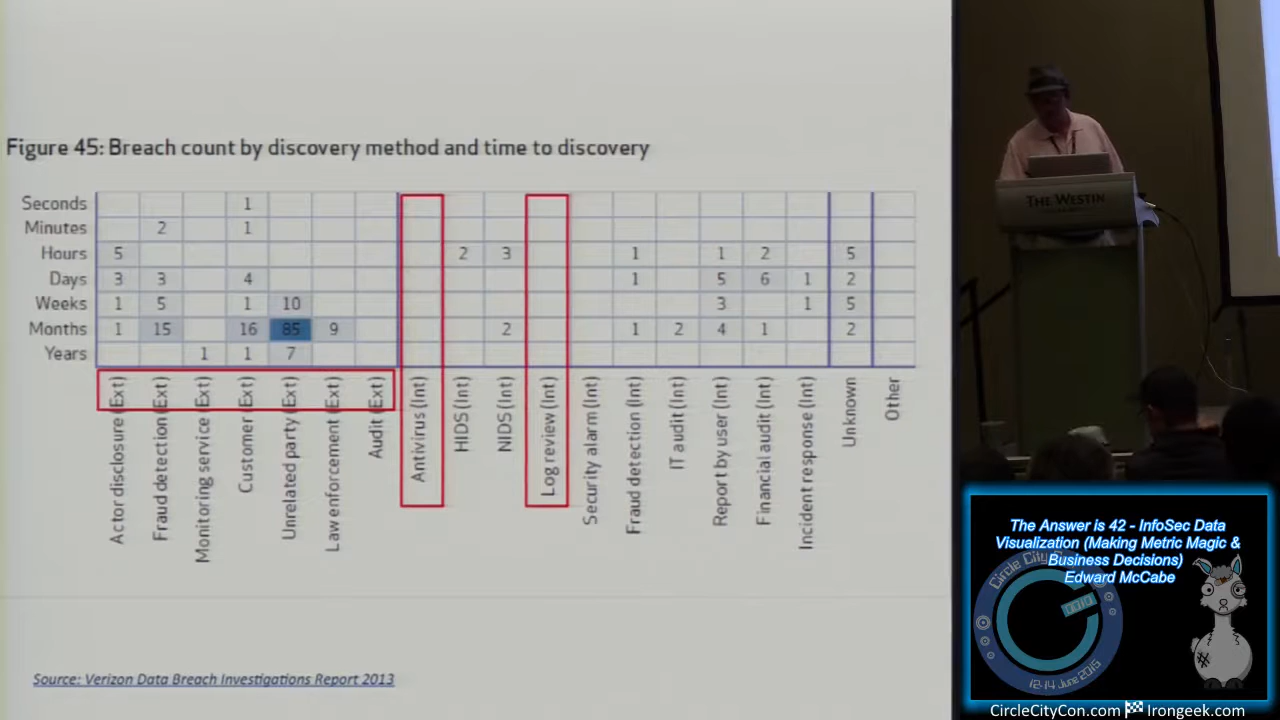 Figure 45: Breach count by discovery method and time to discovery
Seconds 1
Minutes 2 1
Hours 5 2 3 1 1 2 5
Days 3 3 4 1 5 6 1 2
Weeks 1 5 1 10 3 1 5
Months 1 15 16 85 9 2 1 2 4 1 2
Years 1 1 7
Actor disclosure (Ext)
Fraud detection (Ext)
Monitoring service (Ext)
Customer (Ext)
Unrelated party (Ext)
Law enforcement (Ext)
Audit (Ext)
Antivirus (Int)
HIDS (Int)
NIDS (Int)
Log review (Int)
Security alarm (Int)
Fraud detection (Int)
IT audit (Int)
Report by user (Int)
Financial audit (Int)
Incident response (Int)
Unknown
Other
Source: Verizon Data Breach Investigations Report 2013
THE WESTIN
The Answer is 42 - InfoSec Data
Visualization (Making Metric Magic &
Business Decisions)
Edward McCabe
Circle City Con
12-14 June 2015
CircleCityCon.com Irongeek.com